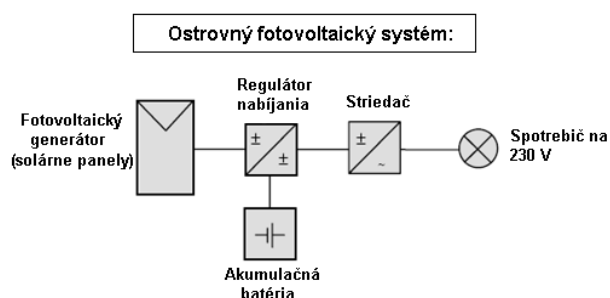 Ostrovný fotovoltaický systém:
Fotovoltaický
generátor
(solárne panely)
Regulátor
nabíjania
±
±
Striedač
±
~
Spotrebič na
230 V
Akumulačná
batéria